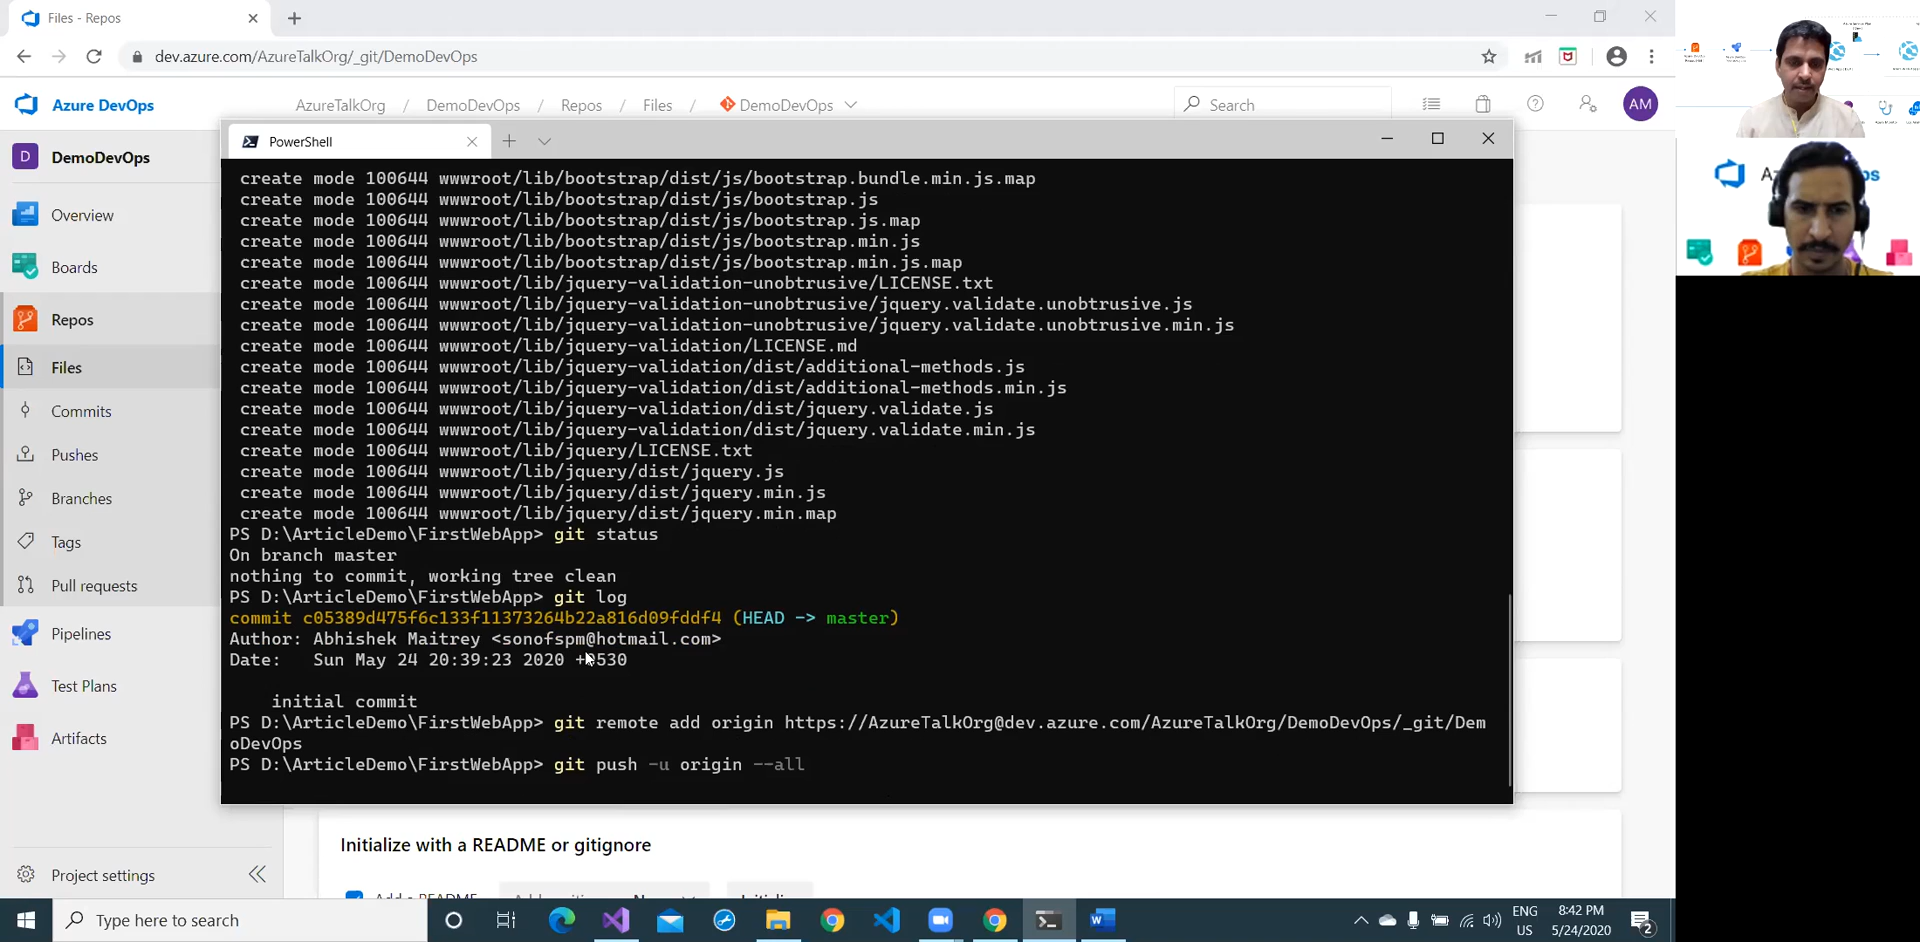 Files - Repos
dev.azure.com/AzureTalkOrg/_git/DemoDevOps
Azure DevOps
AzureTalkOrg / DemoDevOps / Repos / Files / DemoDevOps
Search
AM
D DemoDevOps
Overview
Boards
Repos
Files
Commits
Pushes
Branches
Tags
Pull requests
Pipelines
Test Plans
Artifacts
Project settings
PowerShell
create mode 100644 wwwroot/lib/bootstrap/dist/js/bootstrap.bundle.min.js.map
create mode 100644 wwwroot/lib/bootstrap/dist/js/bootstrap.js
create mode 100644 wwwroot/lib/bootstrap/dist/js/bootstrap.js.map
create mode 100644 wwwroot/lib/bootstrap/dist/js/bootstrap.min.js
create mode 100644 wwwroot/lib/bootstrap/dist/js/bootstrap.min.js.map
create mode 100644 wwwroot/lib/jquery-validation-unobtrusive/LICENSE.txt
create mode 100644 wwwroot/lib/jquery-validation-unobtrusive/jquery.validate.unobtrusive.js
create mode 100644 wwwroot/lib/jquery-validation-unobtrusive/jquery.validate.unobtrusive.min.js
create mode 100644 wwwroot/lib/jquery-validation/LICENSE.md
create mode 100644 wwwroot/lib/jquery-validation/dist/additional-methods.js
create mode 100644 wwwroot/lib/jquery-validation/dist/additional-methods.min.js
create mode 100644 wwwroot/lib/jquery-validation/dist/jquery.validate.js
create mode 100644 wwwroot/lib/jquery-validation/dist/jquery.validate.min.js
create mode 100644 wwwroot/lib/jquery/LICENSE.txt
create mode 100644 wwwroot/lib/jquery/dist/jquery.js
create mode 100644 wwwroot/lib/jquery/dist/jquery.min.js
create mode 100644 wwwroot/lib/jquery/dist/jquery.min.map
PS D:\ArticleDemo\FirstWebApp> git status
On branch master
nothing to commit, working tree clean
PS D:\ArticleDemo\FirstWebApp> git log
commit c05389d475f6c133f11373264b22a816d09fddf4 (HEAD -> master)
Author: Abhishek Maitrey <sonofspm@hotmail.com>
Date:   Sun May 24 20:39:23 2020 +0530
initial commit
PS D:\ArticleDemo\FirstWebApp> git remote add origin https://AzureTalkOrg@dev.azure.com/AzureTalkOrg/DemoDevOps/_git/Dem
oDevOps
PS D:\ArticleDemo\FirstWebApp> git push -u origin --all
Initialize with a README or gitignore
Type here to search
ENG
US
8:42 PM
5/24/2020
2